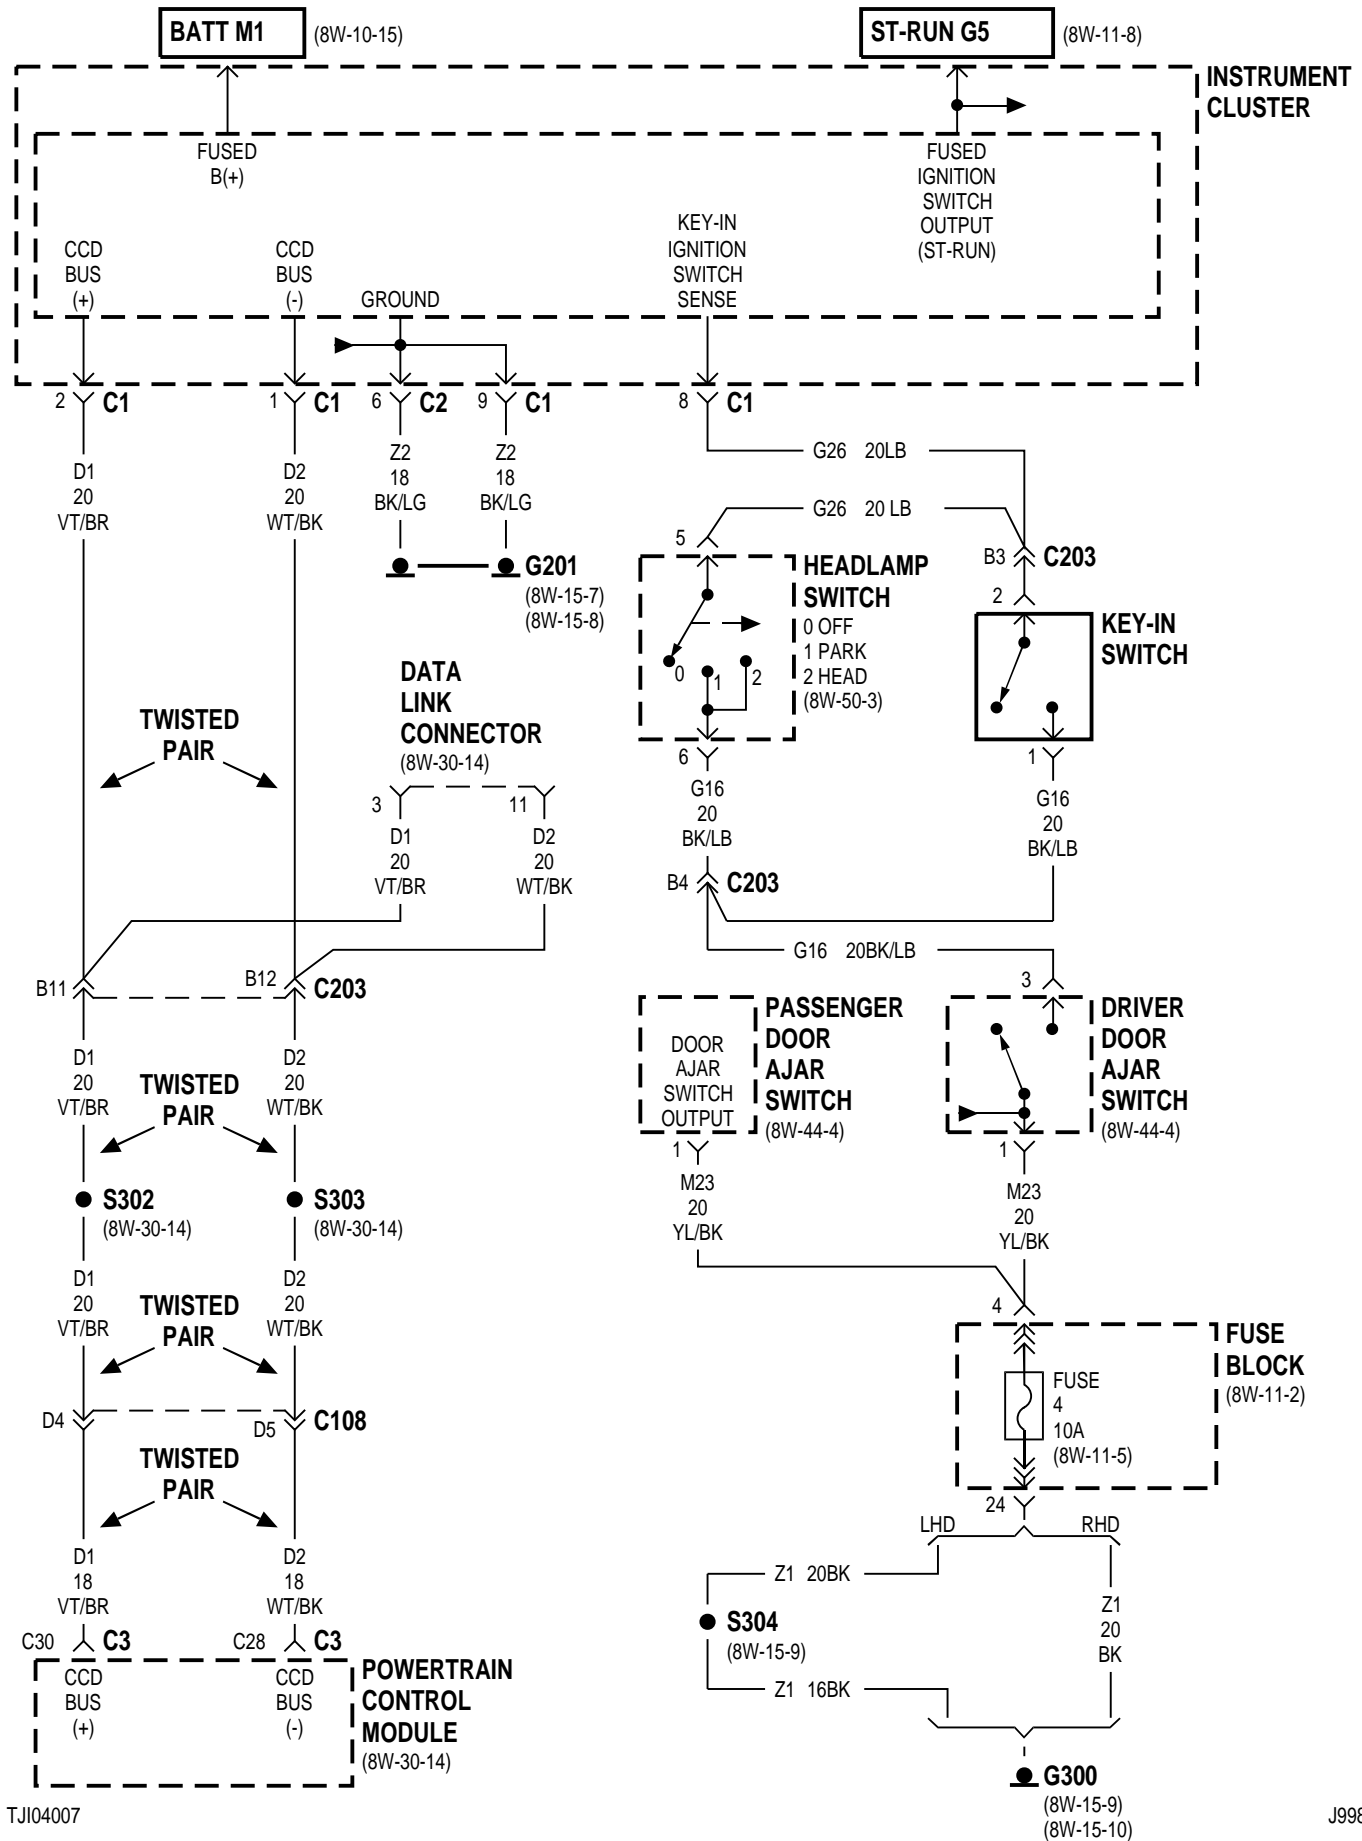 BATT M1 (8W-10-15)
ST-RUN G5 (8W-11-8)
INSTRUMENT
CLUSTER
FUSED
B(+)
FUSED
IGNITION
SWITCH
OUTPUT
(ST-RUN)
CCD
BUS
(+)
CCD
BUS
(-)
GROUND
KEY-IN
IGNITION
SWITCH
SENSE
2 C1
1 C1
6 C2
9 C1
8 C1
D1
20
VT/BR
D2
20
WT/BK
Z2
18
BK/LG
Z2
18
BK/LG
G26 20LB
G26 20 LB
G201
(8W-15-7)
(8W-15-8)
5
HEADLAMP
SWITCH
0 OFF
1 PARK
2 HEAD
(8W-50-3)
0
1
2
6
B3 C203
2
KEY-IN
SWITCH
1
TWISTED
PAIR
DATA
LINK
CONNECTOR
(8W-30-14)
3
11
D1
20
VT/BR
D2
20
WT/BK
G16
20
BK/LB
G16
20
BK/LB
B4 C203
G16 20BK/LB
B11
B12 C203
3
PASSENGER
DOOR
AJAR
SWITCH
(8W-44-4)
DOOR
AJAR
SWITCH
OUTPUT
1
DRIVER
DOOR
AJAR
SWITCH
(8W-44-4)
1
D1
20
VT/BR
TWISTED
PAIR
D2
20
WT/BK
M23
20
YL/BK
M23
20
YL/BK
S302
(8W-30-14)
S303
(8W-30-14)
D1
20
VT/BR
TWISTED
PAIR
D2
20
WT/BK
4
FUSE
BLOCK
(8W-11-2)
FUSE
4
10A
(8W-11-5)
24
D4
D5 C108
TWISTED
PAIR
LHD
RHD
D1
18
VT/BR
D2
18
WT/BK
Z1 20BK
S304
(8W-15-9)
Z1 16BK
Z1
20
BK
C30 C3
C28 C3
CCD
BUS
(+)
CCD
BUS
(-)
POWERTRAIN
CONTROL
MODULE
(8W-30-14)
G300
(8W-15-9)
(8W-15-10)
TJI04007
J998